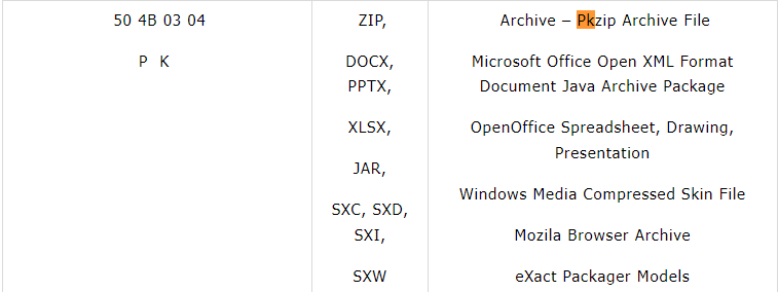 50 4B 03 04
P K
ZIP,
DOCX,
PPTX,
XLSX,
JAR,
SXC, SXD,
SXI,
SXW
Archive – Pkzip Archive File
Microsoft Office Open XML Format
Document Java Archive Package
OpenOffice Spreadsheet, Drawing,
Presentation
Windows Media Compressed Skin File
Mozila Browser Archive
eXact Packager Models